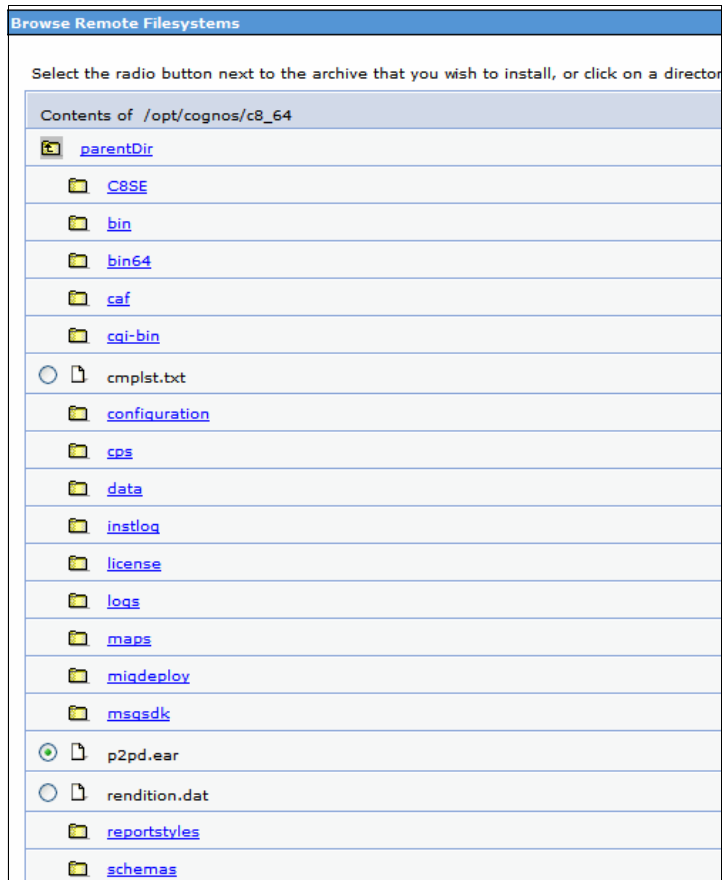 Browse Remote Filesystems
Select the radio button next to the archive that you wish to install, or click on a director
Contents of /opt/cognos/c8_64
parentDir
C8SE
bin
bin64
caf
cgi-bin
cmplst.txt
configuration
cps
data
instlog
license
logs
maps
migdeploy
msgsdk
p2pd.ear
rendition.dat
reportstyles
schemas